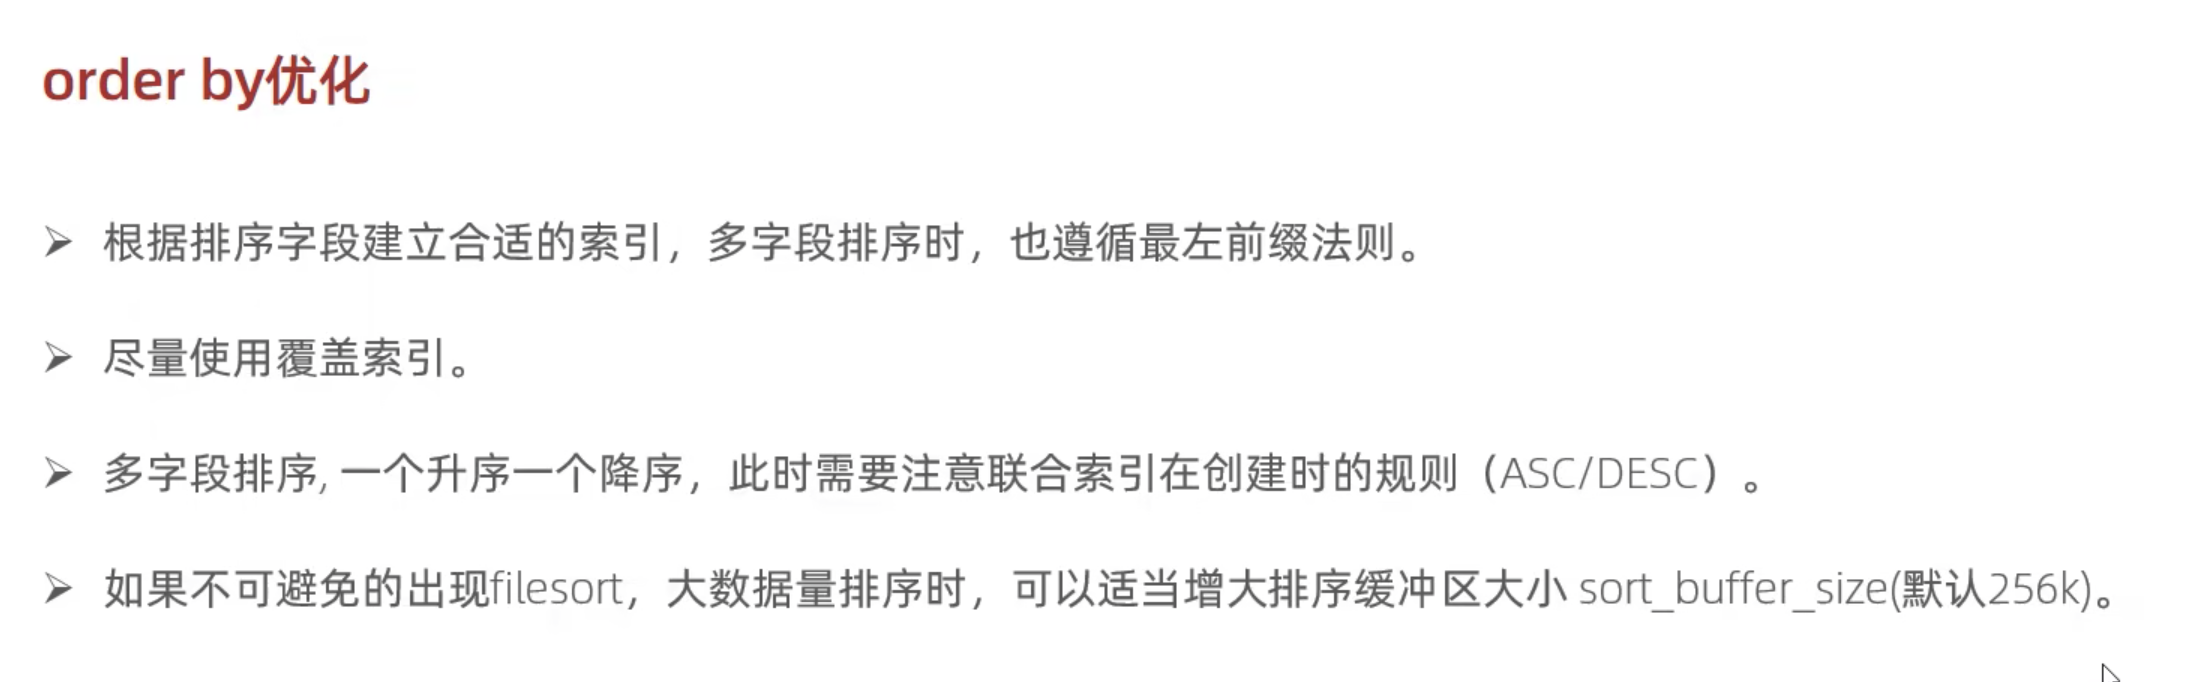 order by优化
➢ 根据排序字段建立合适的索引，多字段排序时，也遵循最左前缀法则。
➢ 尽量使用覆盖索引。
➢ 多字段排序, 一个升序一个降序，此时需要注意联合索引在创建时的规则（ASC/DESC）。
➢ 如果不可避免的出现filesort，大数据量排序时，可以适当增大排序缓冲区大小 sort_buffer_size(默认256k)。